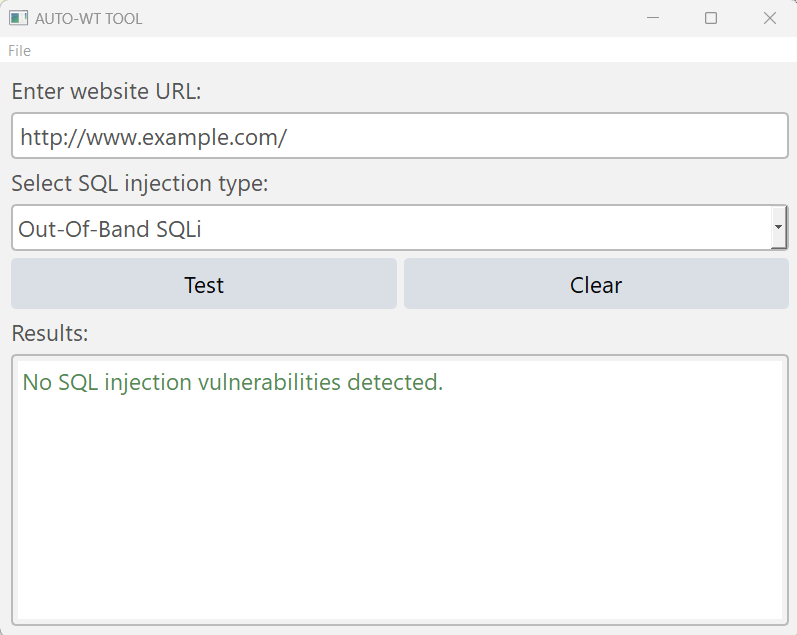 AUTO-WT TOOL
File
Enter website URL:
http://www.example.com/
Select SQL injection type:
Out-Of-Band SQLi
Test Clear
Results:
No SQL injection vulnerabilities detected.